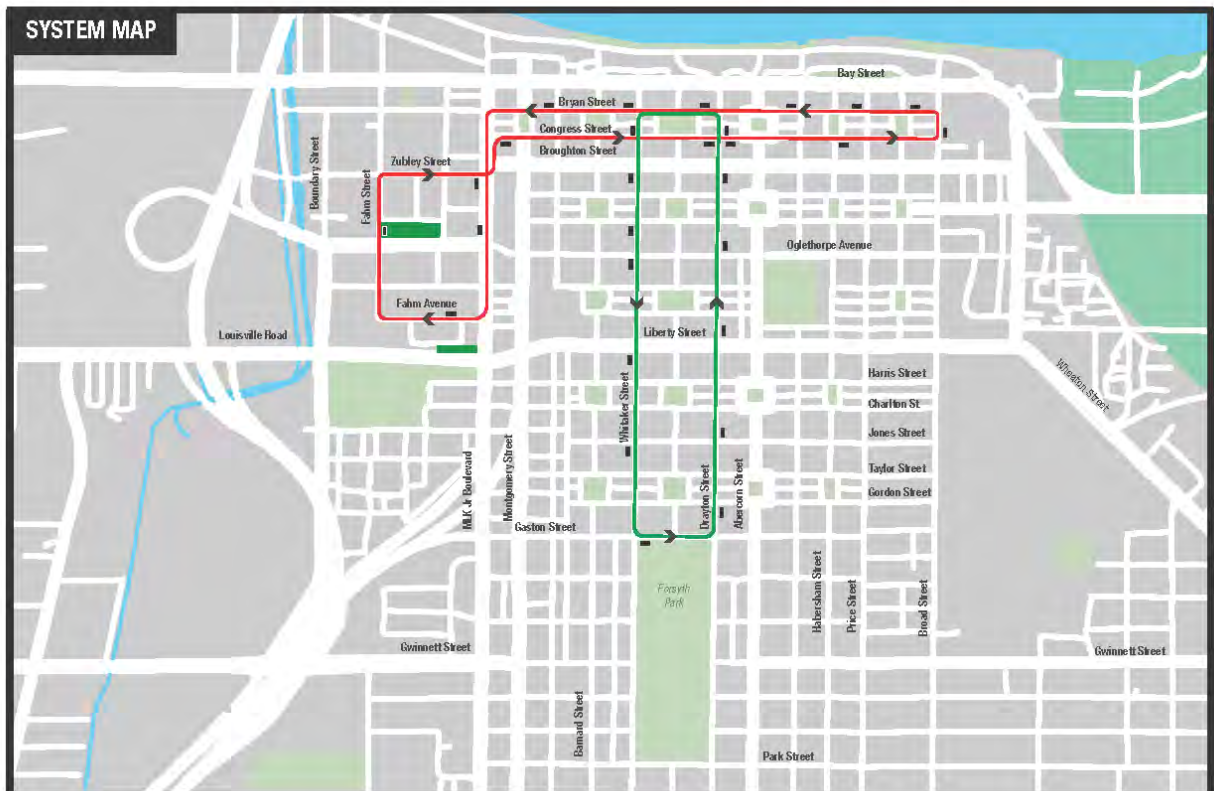 SYSTEM MAP
Bay Street
Bryan Street
Congress Street
Broughton Street
Zubley Street
Boundary Street
Fahm Street
Oglethorpe Avenue
Fahm Avenue
Louisville Road
Liberty Street
Harris Street
Wheaton Street
Charlton St.
Whitaker Street
Jones Street
MLK Jr Boulevard
Montgomery Street
Drayton Street
Abercorn Street
Taylor Street
Gordon Street
Gaston Street
Forsyth
Park
Habersham Street
Price Street
Broad Street
Gwinnett Street
Gwinnett Street
Barnard Street
Park Street